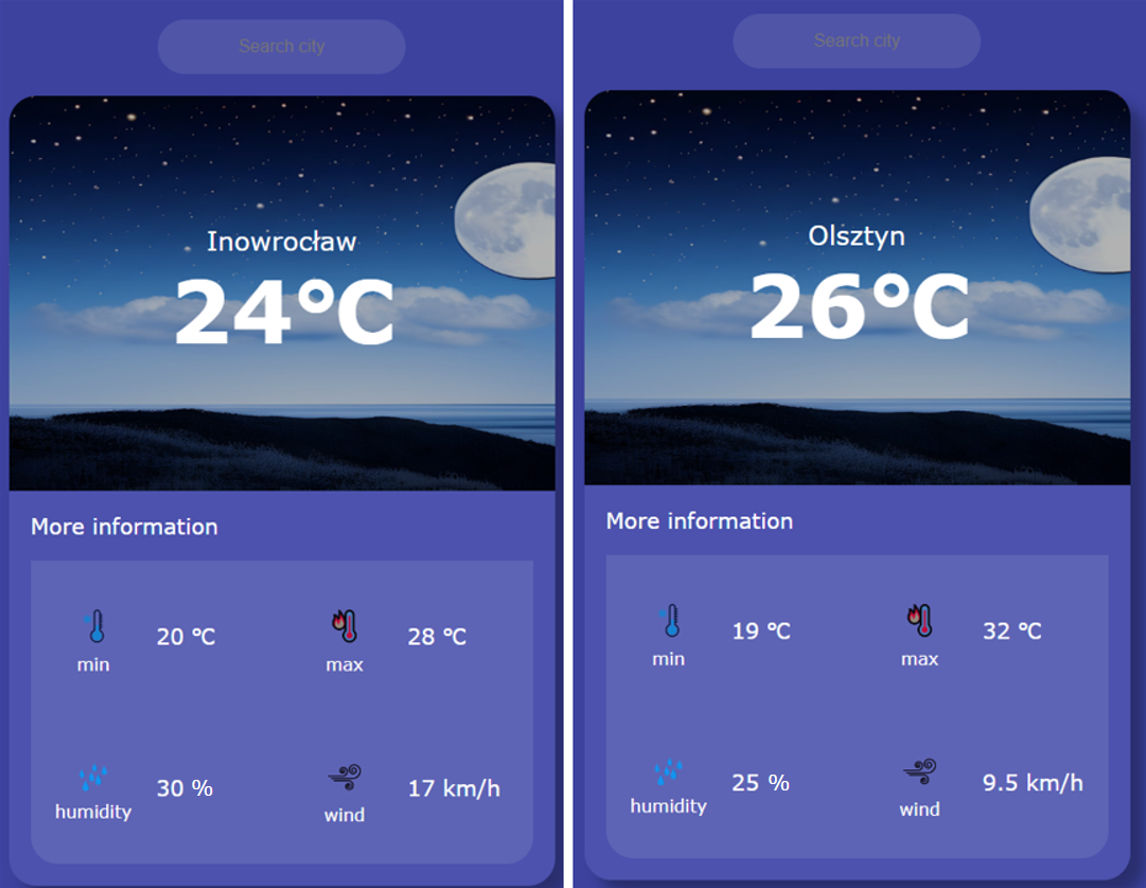 Search city
Inowrocław
24°C
More information
20 °C
28 °C
min
max
30 %
17 km/h
humidity
wind
Search city
Olsztyn
26°C
More information
19 °C
32 °C
min
max
25 %
9.5 km/h
humidity
wind